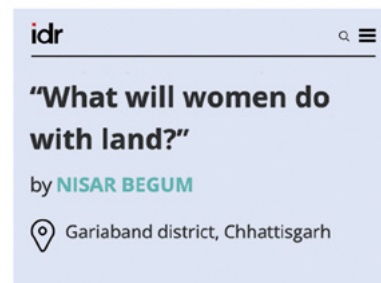 idr
“What will women do
with land?”
by NISAR BEGUM
Gariaband district, Chhattisgarh